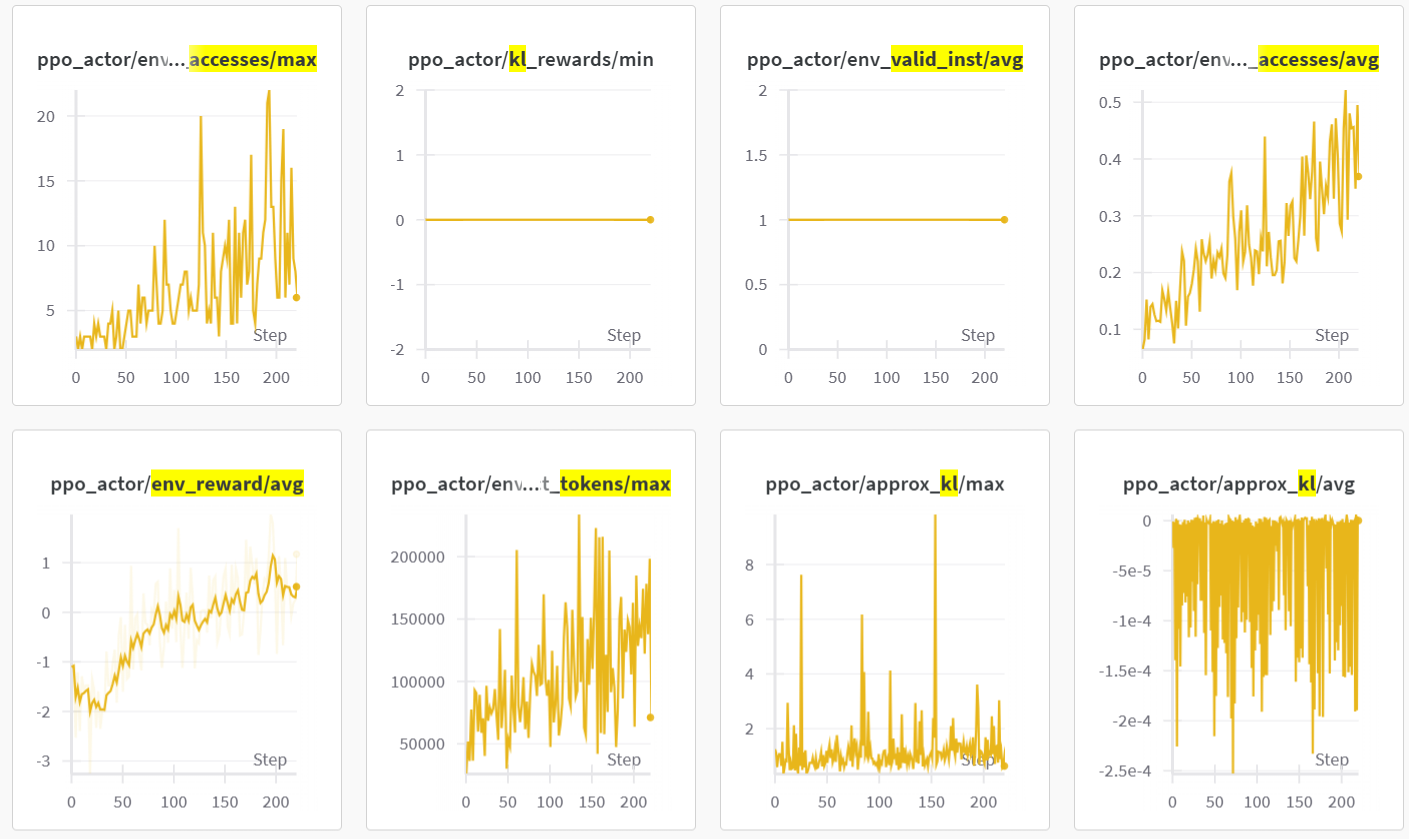 ppo_actor/env..._accesses/max
20
15
10
5
Step
0 50 100 150 200
ppo_actor/kl_rewards/min
2
1
0
-1
-2
Step
0 50 100 150 200
ppo_actor/env_valid_inst/avg
2
1.5
1
0.5
0
Step
0 50 100 150 200
ppo_actor/env..._accesses/avg
0.5
0.4
0.3
0.2
0.1
Step
0 50 100 150 200
ppo_actor/env_reward/avg
1
0
-1
-2
-3
Step
0 50 100 150 200
ppo_actor/env...t_tokens/max
200000
150000
100000
50000
Step
0 50 100 150 200
ppo_actor/approx_kl/max
8
6
4
2
Step
0 50 100 150 200
ppo_actor/approx_kl/avg
0
-5e-5
-1e-4
-1.5e-4
-2e-4
-2.5e-4
Step
0 50 100 150 200